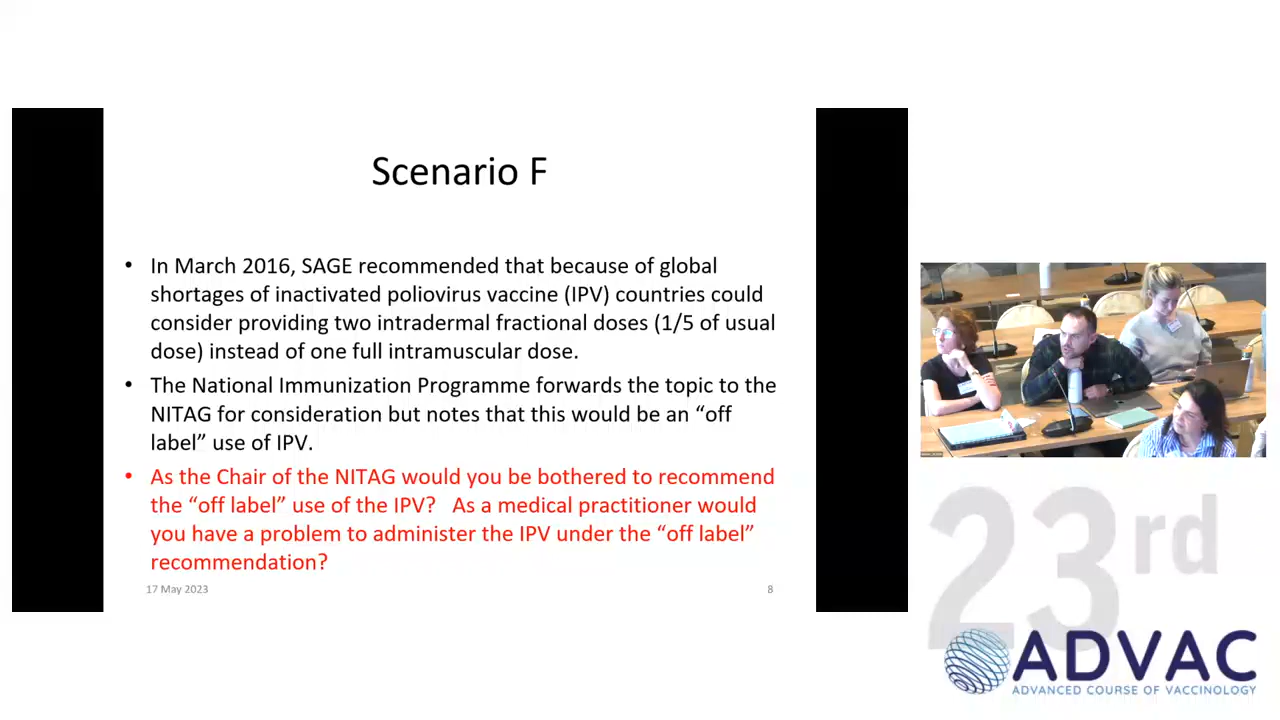 Scenario F
• In March 2016, SAGE recommended that because of global
shortages of inactivated poliovirus vaccine (IPV) countries could
consider providing two intradermal fractional doses (1/5 of usual
dose) instead of one full intramuscular dose.
• The National Immunization Programme forwards the topic to the
NITAG for consideration but notes that this would be an “off
label” use of IPV.
• As the Chair of the NITAG would you be bothered to recommend
the “off label” use of the IPV? As a medical practitioner would
you have a problem to administer the IPV under the “off label”
recommendation?
17 May 2023
8
23rd
ADVAC
ADVANCED COURSE OF VACCINOLOGY